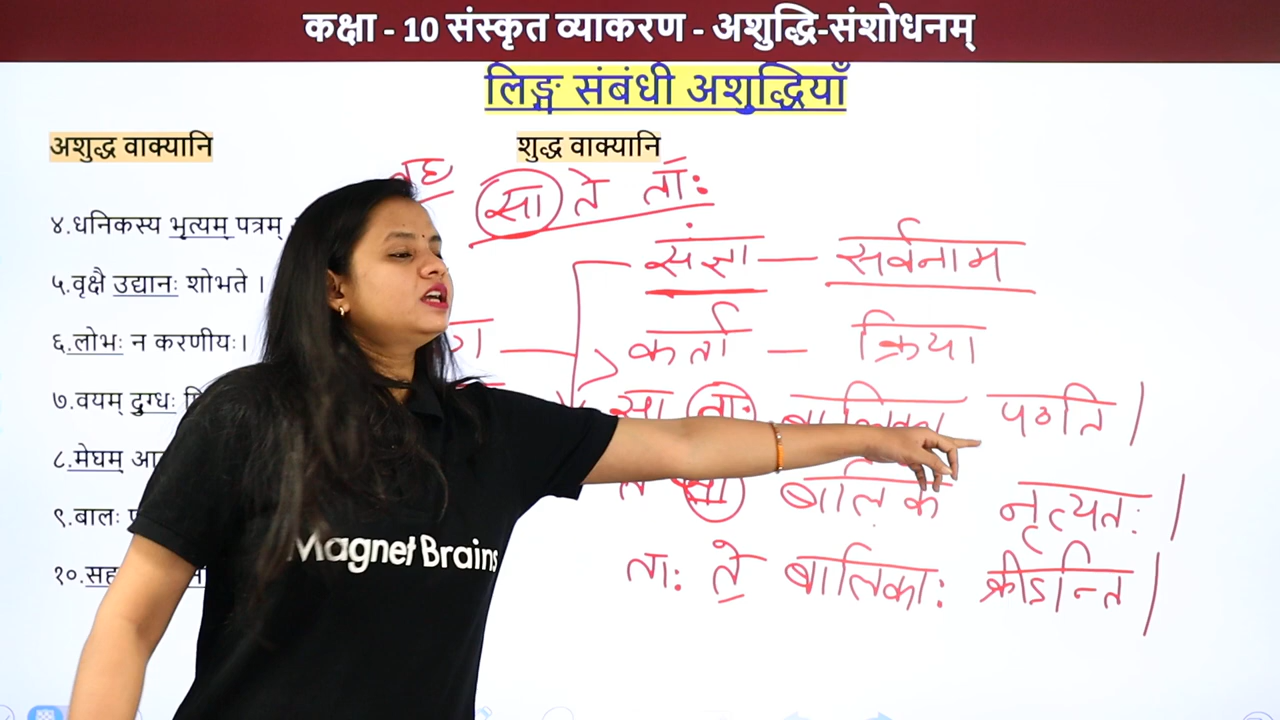 कक्षा - 10 संस्कृत व्याकरण - अशुद्धि-संशोधनम्
लिङ्ग संबंधी अशुद्धियाँ
अशुद्ध वाक्यानि शुद्ध वाक्यानि
सा ते ताः
४.धनिकस्य भृत्यम् पत्रम्
संज्ञा — सर्वनाम
५.वृक्षै उद्यानः शोभते ।
६.लोभः न करणीयः।
कर्ता — क्रिया
७.वयम् दुग्धः
सा ताः बालिका पठति |
८.मेघम्
ते सा बालिके नृत्यतः |
९.बालः
ताः ते बालिकाः क्रीडन्ति |
१०.
Magnet Brains